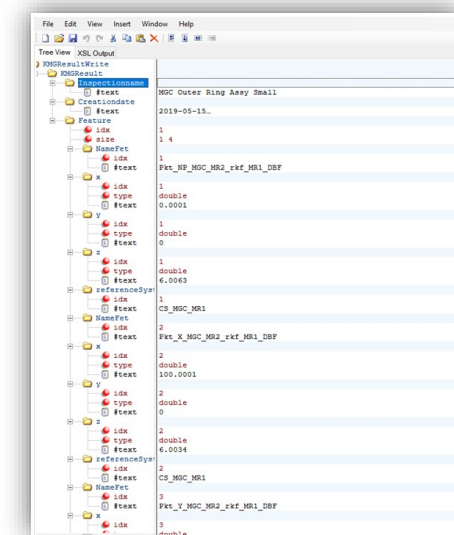 File Edit View Insert Window Help
Tree View XSL Output
KMGResultWrite
KMGResult
Inspectionname
#text MGC Outer Ring Assy Small
Creationdate
#text 2019-05-15…
Feature
idx 1
size 1 4
NameFet
idx 1
#text Pkt_NP_MGC_MR2_rkf_MR1_DBF
x
idx 1
type double
#text 0.0001
y
idx 1
type double
#text 0
z
idx 1
type double
#text 6.0063
referenceSyst
idx 1
#text CS_MGC_MR1
NameFet
idx 2
#text Pkt_X_MGC_MR2_rkf_MR1_DBF
x
idx 2
type double
#text 100.0001
y
idx 2
type double
#text 0
z
idx 2
type double
#text 6.0034
referenceSyst
idx 2
#text CS_MGC_MR1
NameFet
idx 3
#text Pkt_Y_MGC_MR2_rkf_MR1_DBF
x
idx 3
double